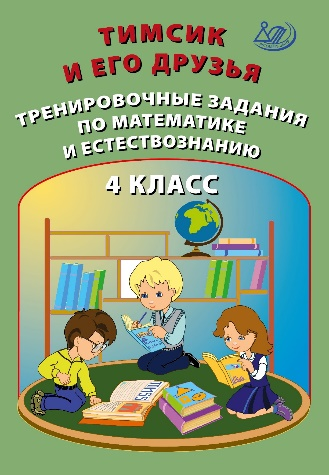 ТИМСИК
И ЕГО ДРУЗЬЯ
ТРЕНИРОВОЧНЫЕ ЗАДАНИЯ
ПО МАТЕМАТИКЕ
И ЕСТЕСТВОЗНАНИЮ
4 КЛАСС